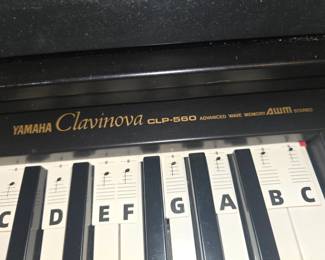 YAMAHA Clavinova CLP-560 ADVANCED WAVE MEMORY AWM STEREO
C D E F G A B C